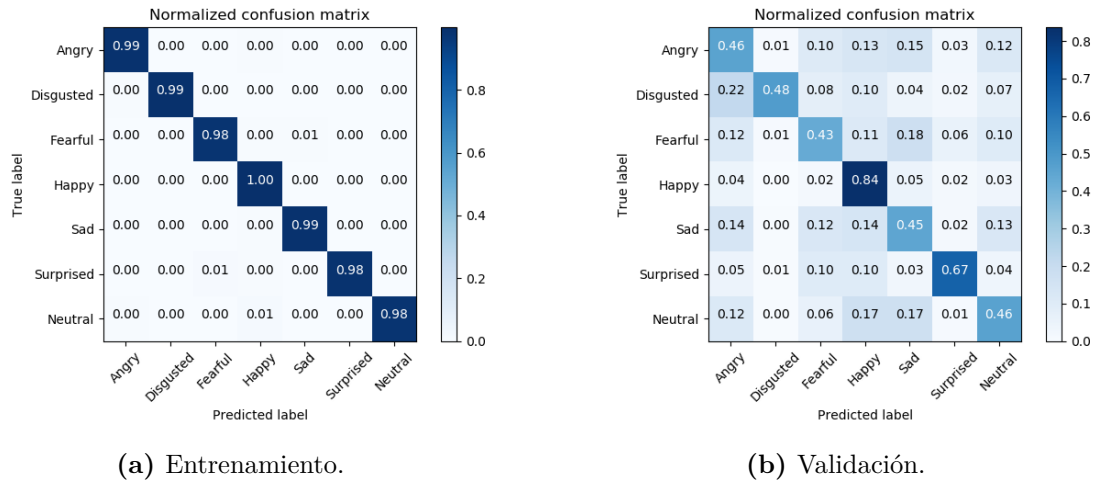 Normalized confusion matrix
True label
Angry 0.99 0.00 0.00 0.00 0.00 0.00 0.00
Disgusted 0.00 0.99 0.00 0.00 0.00 0.00 0.00
Fearful 0.00 0.00 0.98 0.00 0.01 0.00 0.00
Happy 0.00 0.00 0.00 1.00 0.00 0.00 0.00
Sad 0.00 0.00 0.00 0.00 0.99 0.00 0.00
Surprised 0.00 0.00 0.01 0.00 0.00 0.98 0.00
Neutral 0.00 0.00 0.00 0.01 0.00 0.00 0.98
Angry Disgusted Fearful Happy Sad Surprised Neutral
Predicted label
0.8
0.6
0.4
0.2
0.0
(a) Entrenamiento.
Normalized confusion matrix
True label
Angry 0.46 0.01 0.10 0.13 0.15 0.03 0.12
Disgusted 0.22 0.48 0.08 0.10 0.04 0.02 0.07
Fearful 0.12 0.01 0.43 0.11 0.18 0.06 0.10
Happy 0.04 0.00 0.02 0.84 0.05 0.02 0.03
Sad 0.14 0.00 0.12 0.14 0.45 0.02 0.13
Surprised 0.05 0.01 0.10 0.10 0.03 0.67 0.04
Neutral 0.12 0.00 0.06 0.17 0.17 0.01 0.46
Angry Disgusted Fearful Happy Sad Surprised Neutral
Predicted label
0.8
0.7
0.6
0.5
0.4
0.3
0.2
0.1
0.0
(b) Validación.